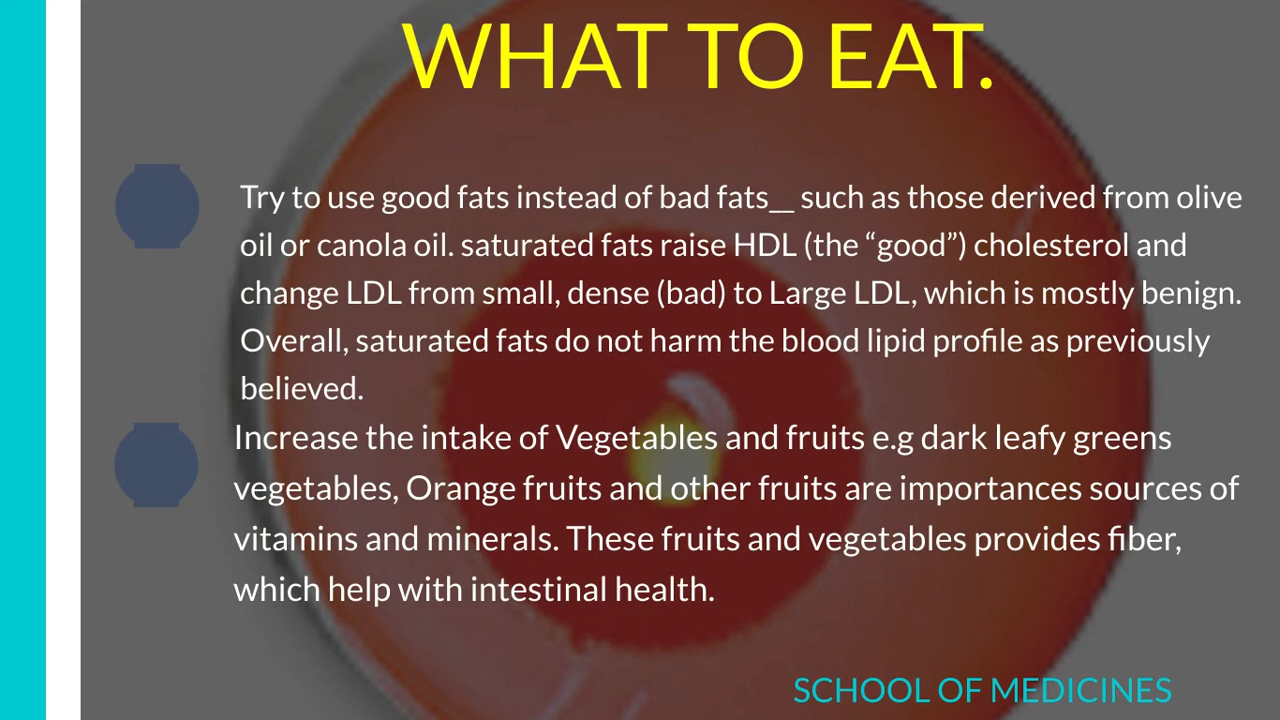 WHAT TO EAT.
Try to use good fats instead of bad fats__ such as those derived from olive
oil or canola oil. saturated fats raise HDL (the “good”) cholesterol and
change LDL from small, dense (bad) to Large LDL, which is mostly benign.
Overall, saturated fats do not harm the blood lipid profile as previously
believed.
Increase the intake of Vegetables and fruits e.g dark leafy greens
vegetables, Orange fruits and other fruits are importances sources of
vitamins and minerals. These fruits and vegetables provides fiber,
which help with intestinal health.
SCHOOL OF MEDICINES